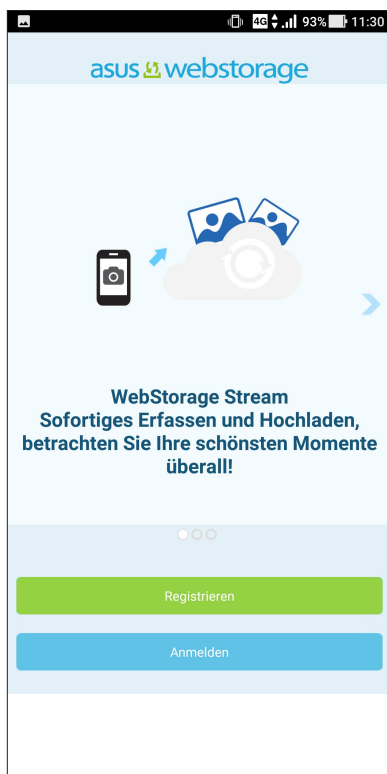 4G 93% 11:30
asus webstorage
WebStorage Stream
Sofortiges Erfassen und Hochladen,
betrachten Sie Ihre schönsten Momente
überall!
Registrieren
Anmelden